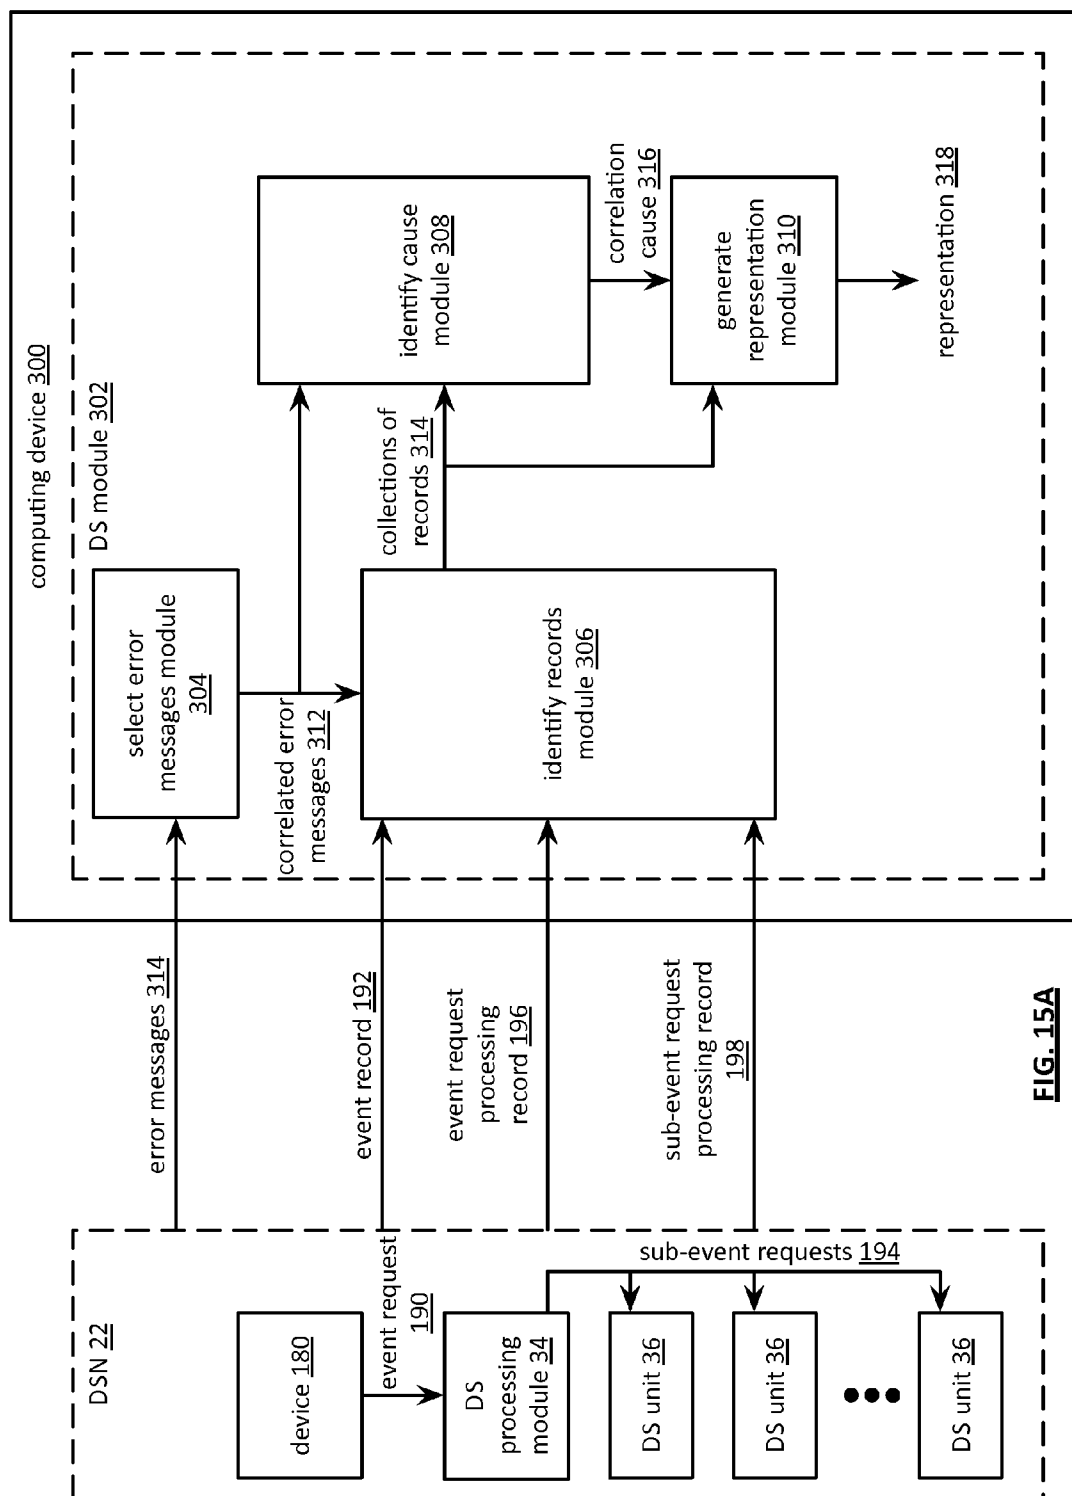 computing device 300
DS module 302
DSN 22
select error
messages module
304
error messages 314
correlated error
messages 312
device 180
event request
190
event record 192
identify records
module 306
collections of
records 314
identify cause
module 308
correlation
cause 316
DS
processing
module 34
event request
processing
record 196
generate
representation
module 310
sub-event requests 194
sub-event request
processing record
198
DS unit 36
DS unit 36
DS unit 36
representation 318
FIG. 15A